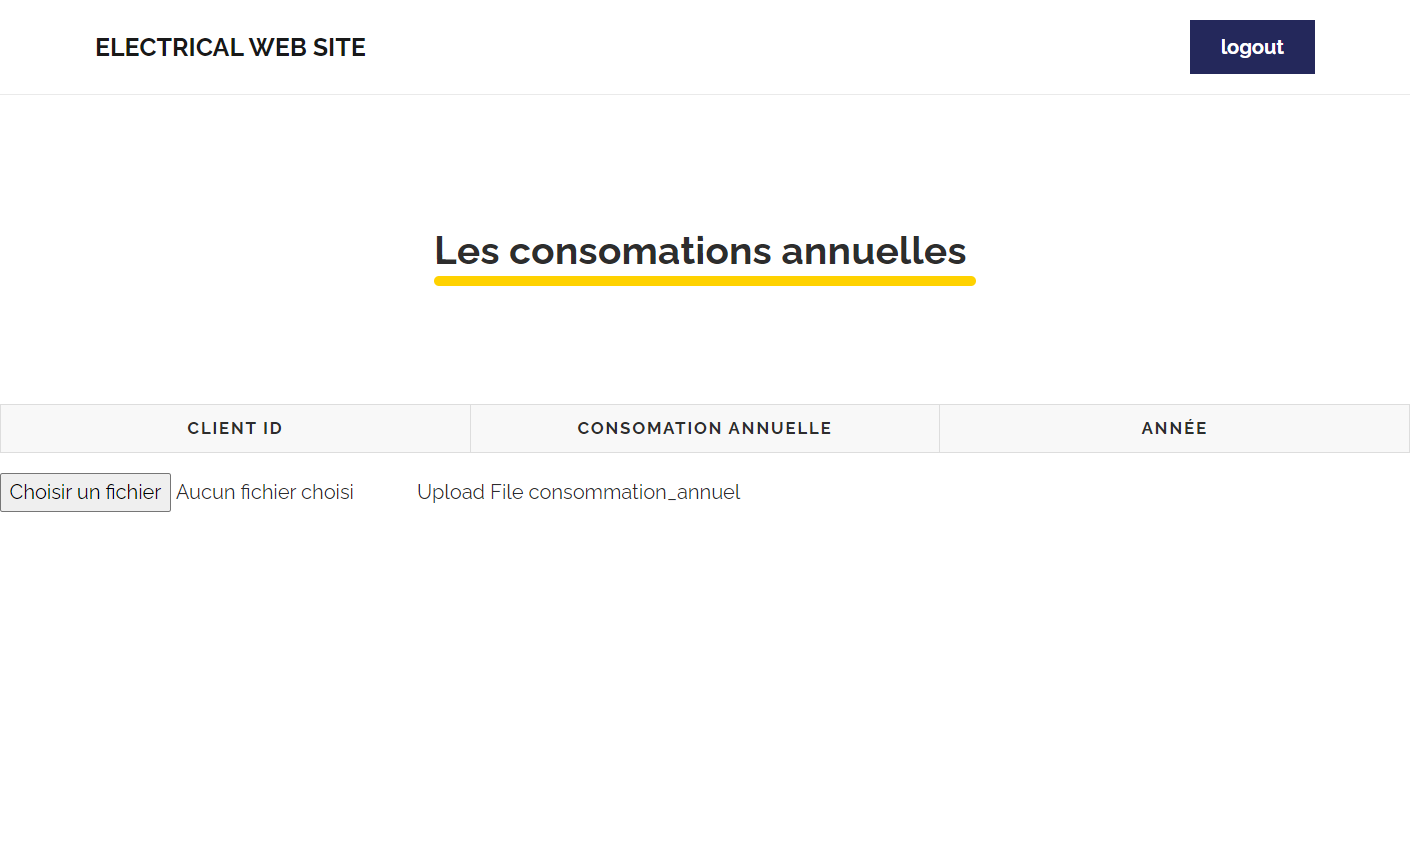 ELECTRICAL WEB SITE logout
Les consomations annuelles
CLIENT ID CONSOMATION ANNUELLE ANNÉE
Choisir un fichier Aucun fichier choisi Upload File consommation_annuel